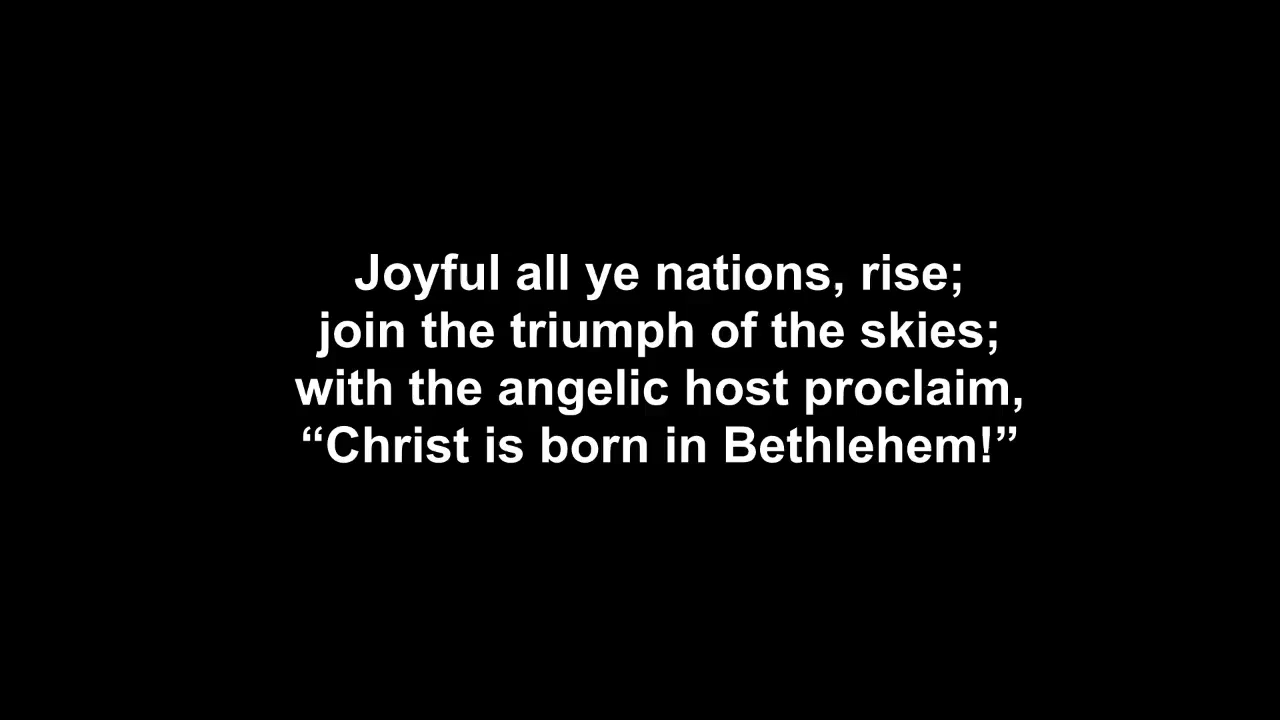 Joyful all ye nations, rise;
join the triumph of the skies;
with the angelic host proclaim,
“Christ is born in Bethlehem!”